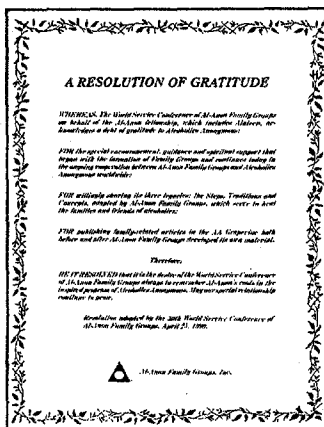 A RESOLUTION OF GRATITUDE
WHEREAS, The World Service Conference of Al-Anon Family Groups
on behalf of the Al-Anon fellowship, which includes Alateen, ac-
knowledges a debt of gratitude to Alcoholics Anonymous:
FOR the special encouragement, guidance and spiritual support that
began with the formation of Family Groups and continues today in
the ongoing cooperation between Al-Anon Family Groups and Alcoholics
Anonymous worldwide;
FOR willingly sharing its three legacies: the Steps, Traditions and
Concepts, adapted by Al-Anon Family Groups, which serve to heal
the families and friends of alcoholics;
FOR publishing family-related articles in the AA Grapevine both
before and after Al-Anon Family Groups developed its own material.
Therefore:
BE IT RESOLVED that it is the desire of the World Service Conference
of Al-Anon Family Groups always to remember Al-Anon's roots in the
inspired program of Alcoholics Anonymous. May our special relationship
continue to grow.
Resolution adopted by the World Service Conference of
Al-Anon Family Groups, April
Al-Anon Family Groups, Inc.